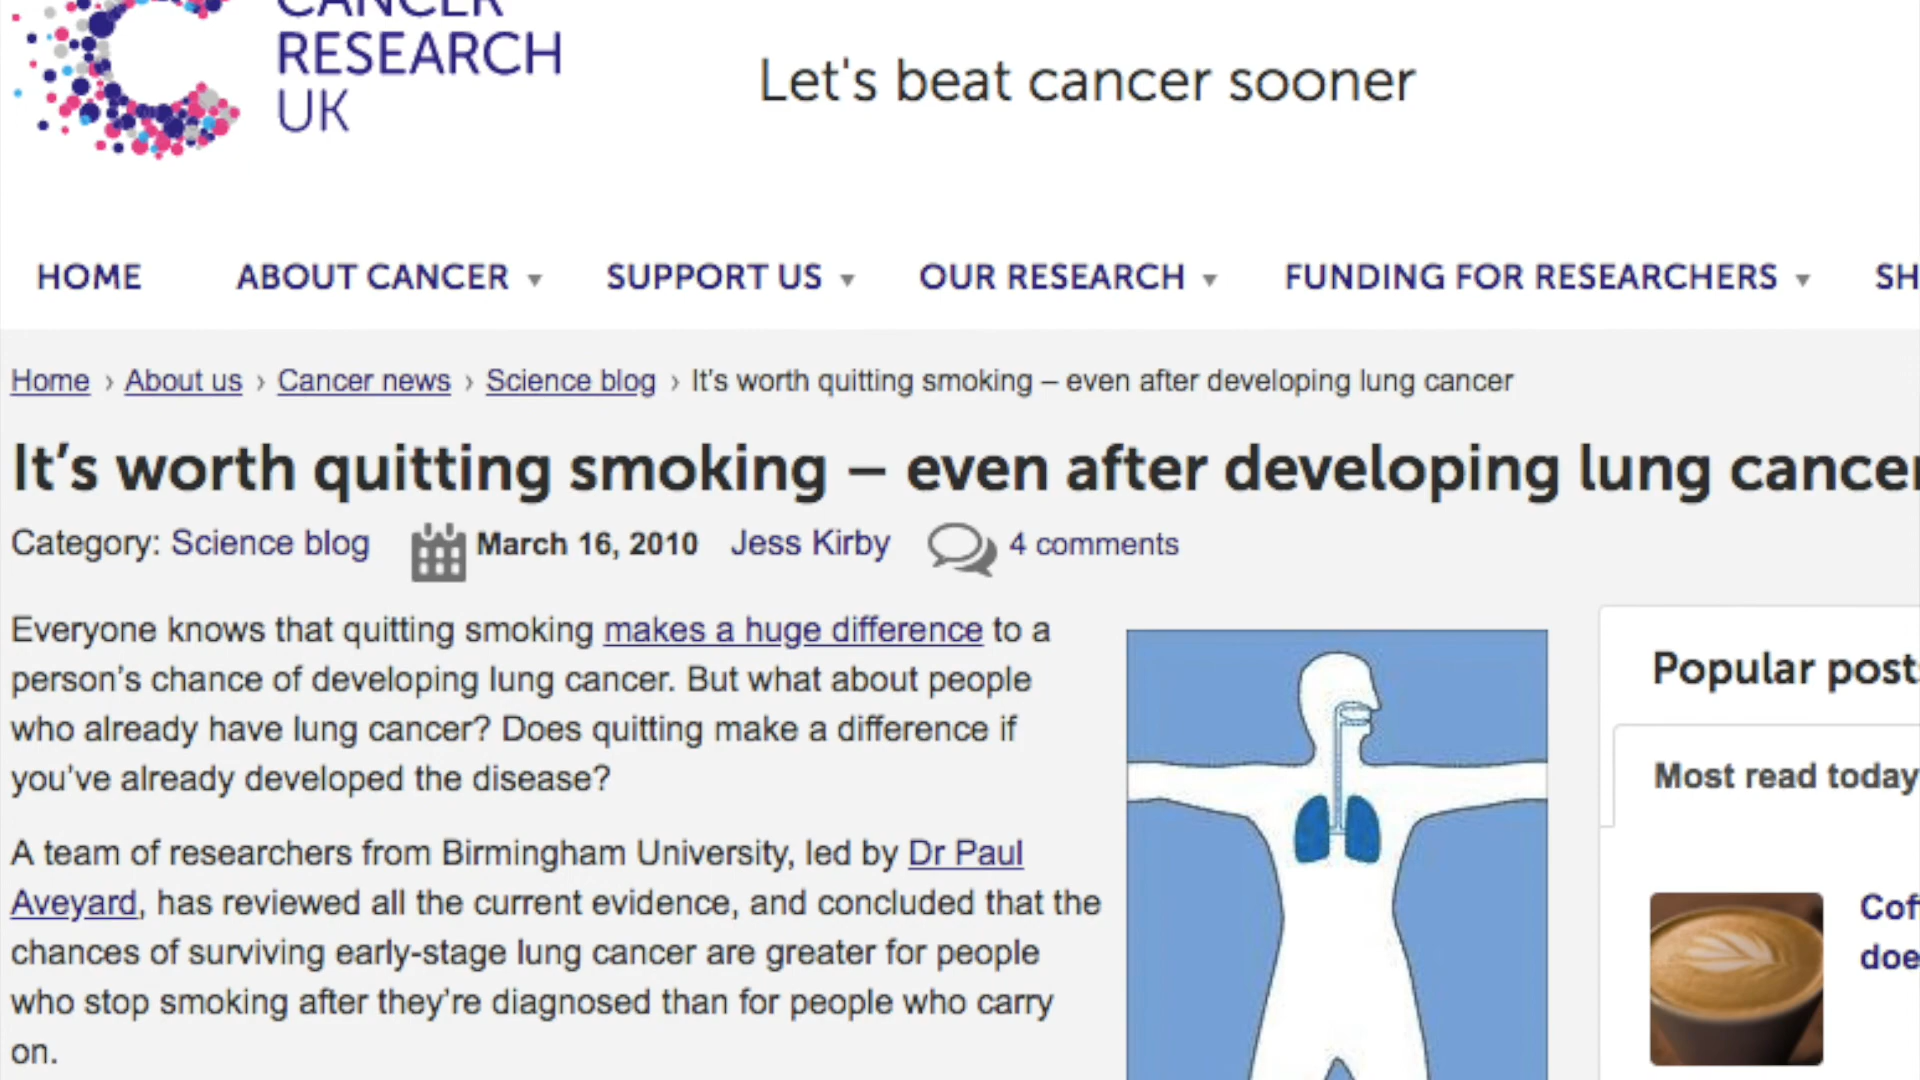 CANCER
RESEARCH
UK
Let's beat cancer sooner
HOME ABOUT CANCER SUPPORT US OUR RESEARCH FUNDING FOR RESEARCHERS SH
Home › About us › Cancer news › Science blog › It's worth quitting smoking – even after developing lung cancer
It's worth quitting smoking – even after developing lung cancer
Category: Science blog March 16, 2010 Jess Kirby 4 comments
Everyone knows that quitting smoking makes a huge difference to a
person's chance of developing lung cancer. But what about people
who already have lung cancer? Does quitting make a difference if
you've already developed the disease?
A team of researchers from Birmingham University, led by Dr Paul
Aveyard, has reviewed all the current evidence, and concluded that the
chances of surviving early-stage lung cancer are greater for people
who stop smoking after they're diagnosed than for people who carry
on.
Popular posts
Most read today
Cof
doe